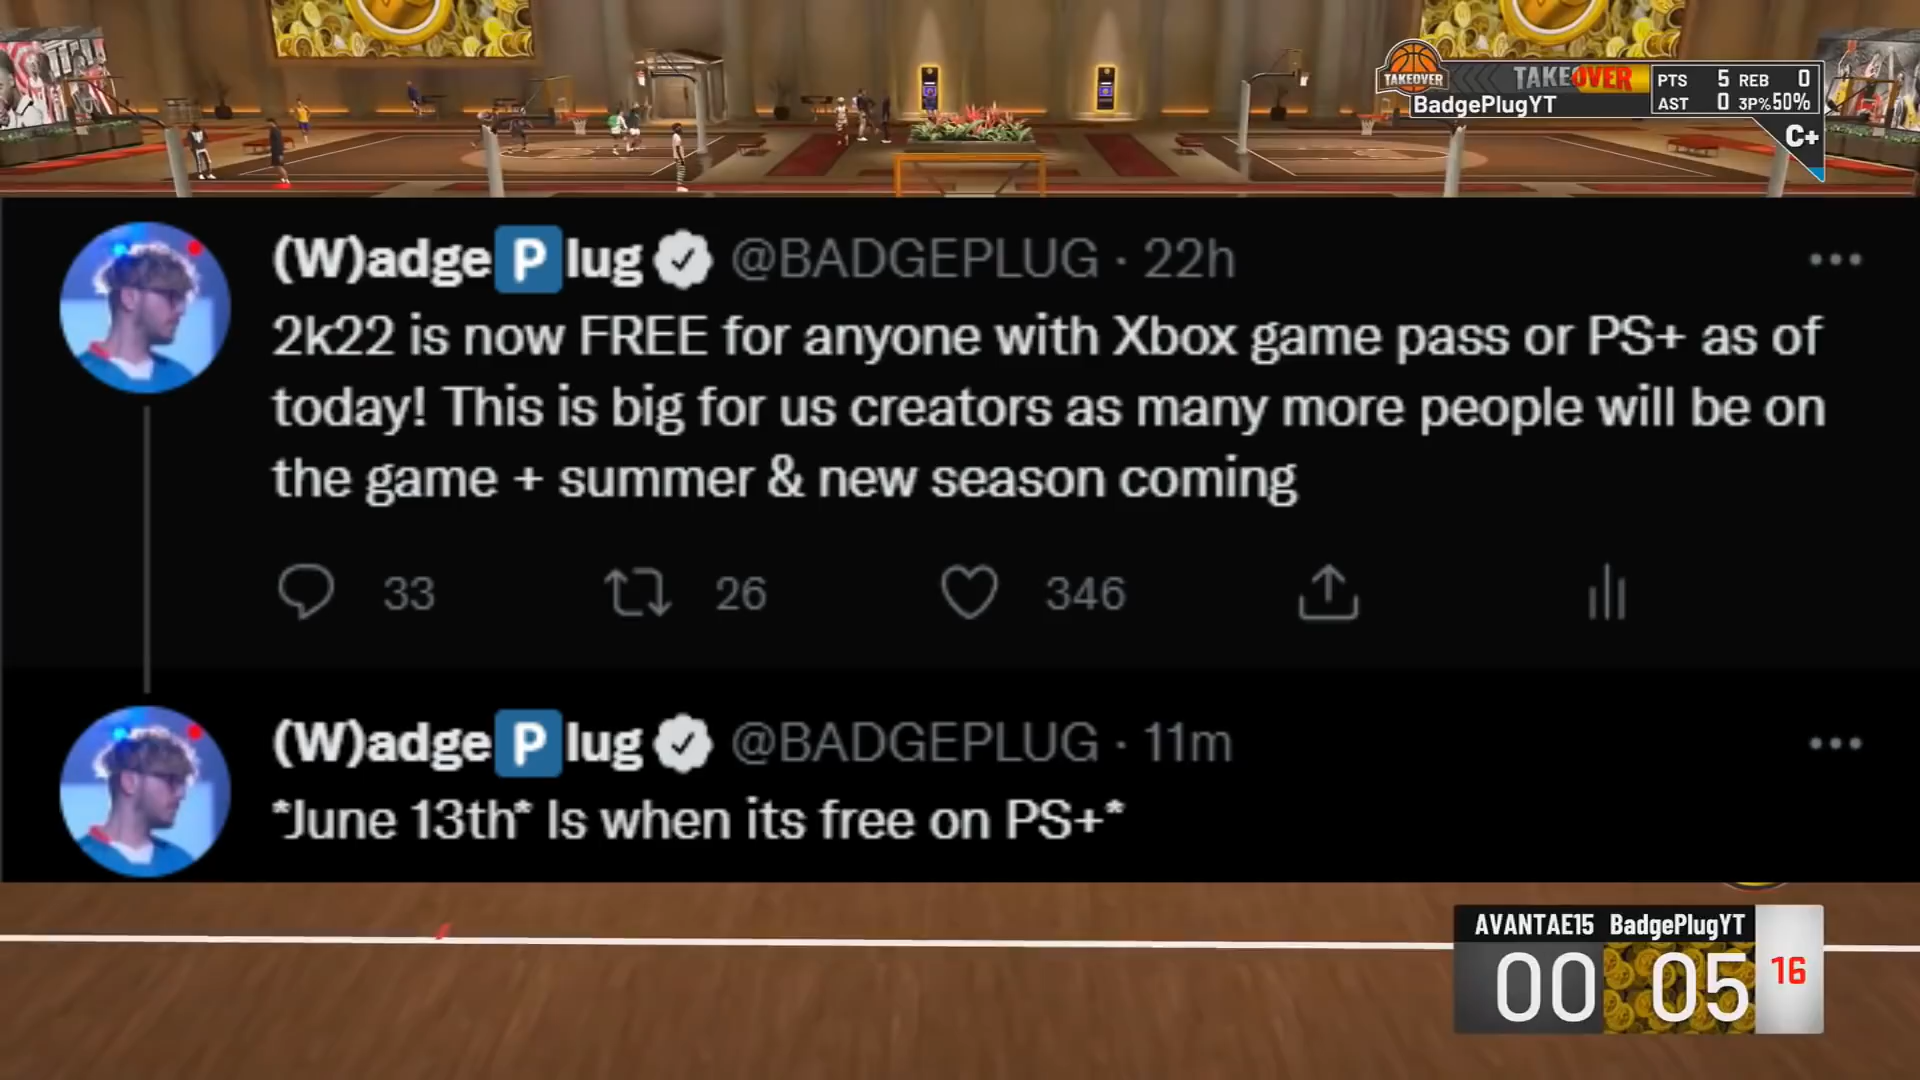 TAKEOVER
TAKEOVER
BadgePlugYT
PTS 5 REB 0
AST 0 3P% 50%
C+
(W)adge🅿️lug @BADGEPLUG · 22h
2k22 is now FREE for anyone with Xbox game pass or PS+ as of
today! This is big for us creators as many more people will be on
the game + summer & new season coming
33 26 346
(W)adge🅿️lug @BADGEPLUG · 11m
*June 13th* Is when its free on PS+*
AVANTAE15 BadgePlugYT
00 05 16